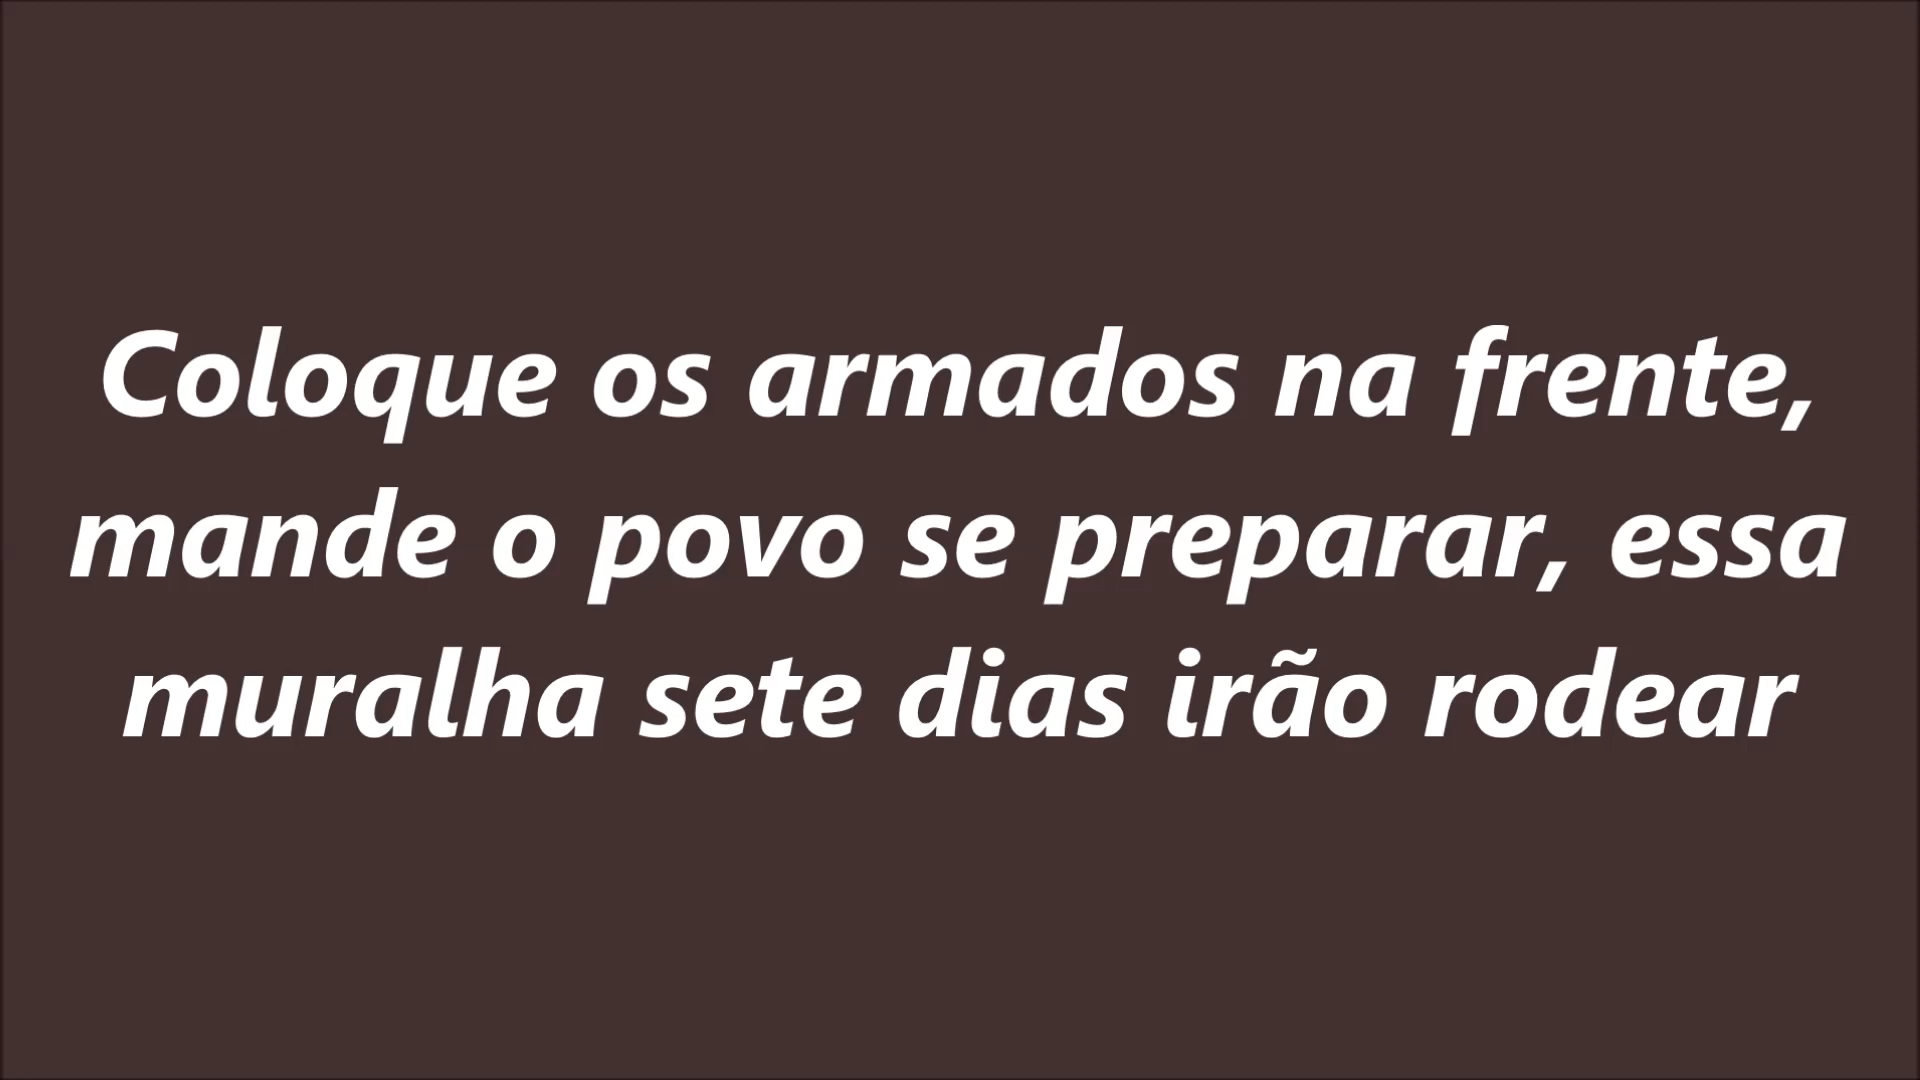 Coloque os armados na frente,
mande o povo se preparar, essa
muralha sete dias irão rodear